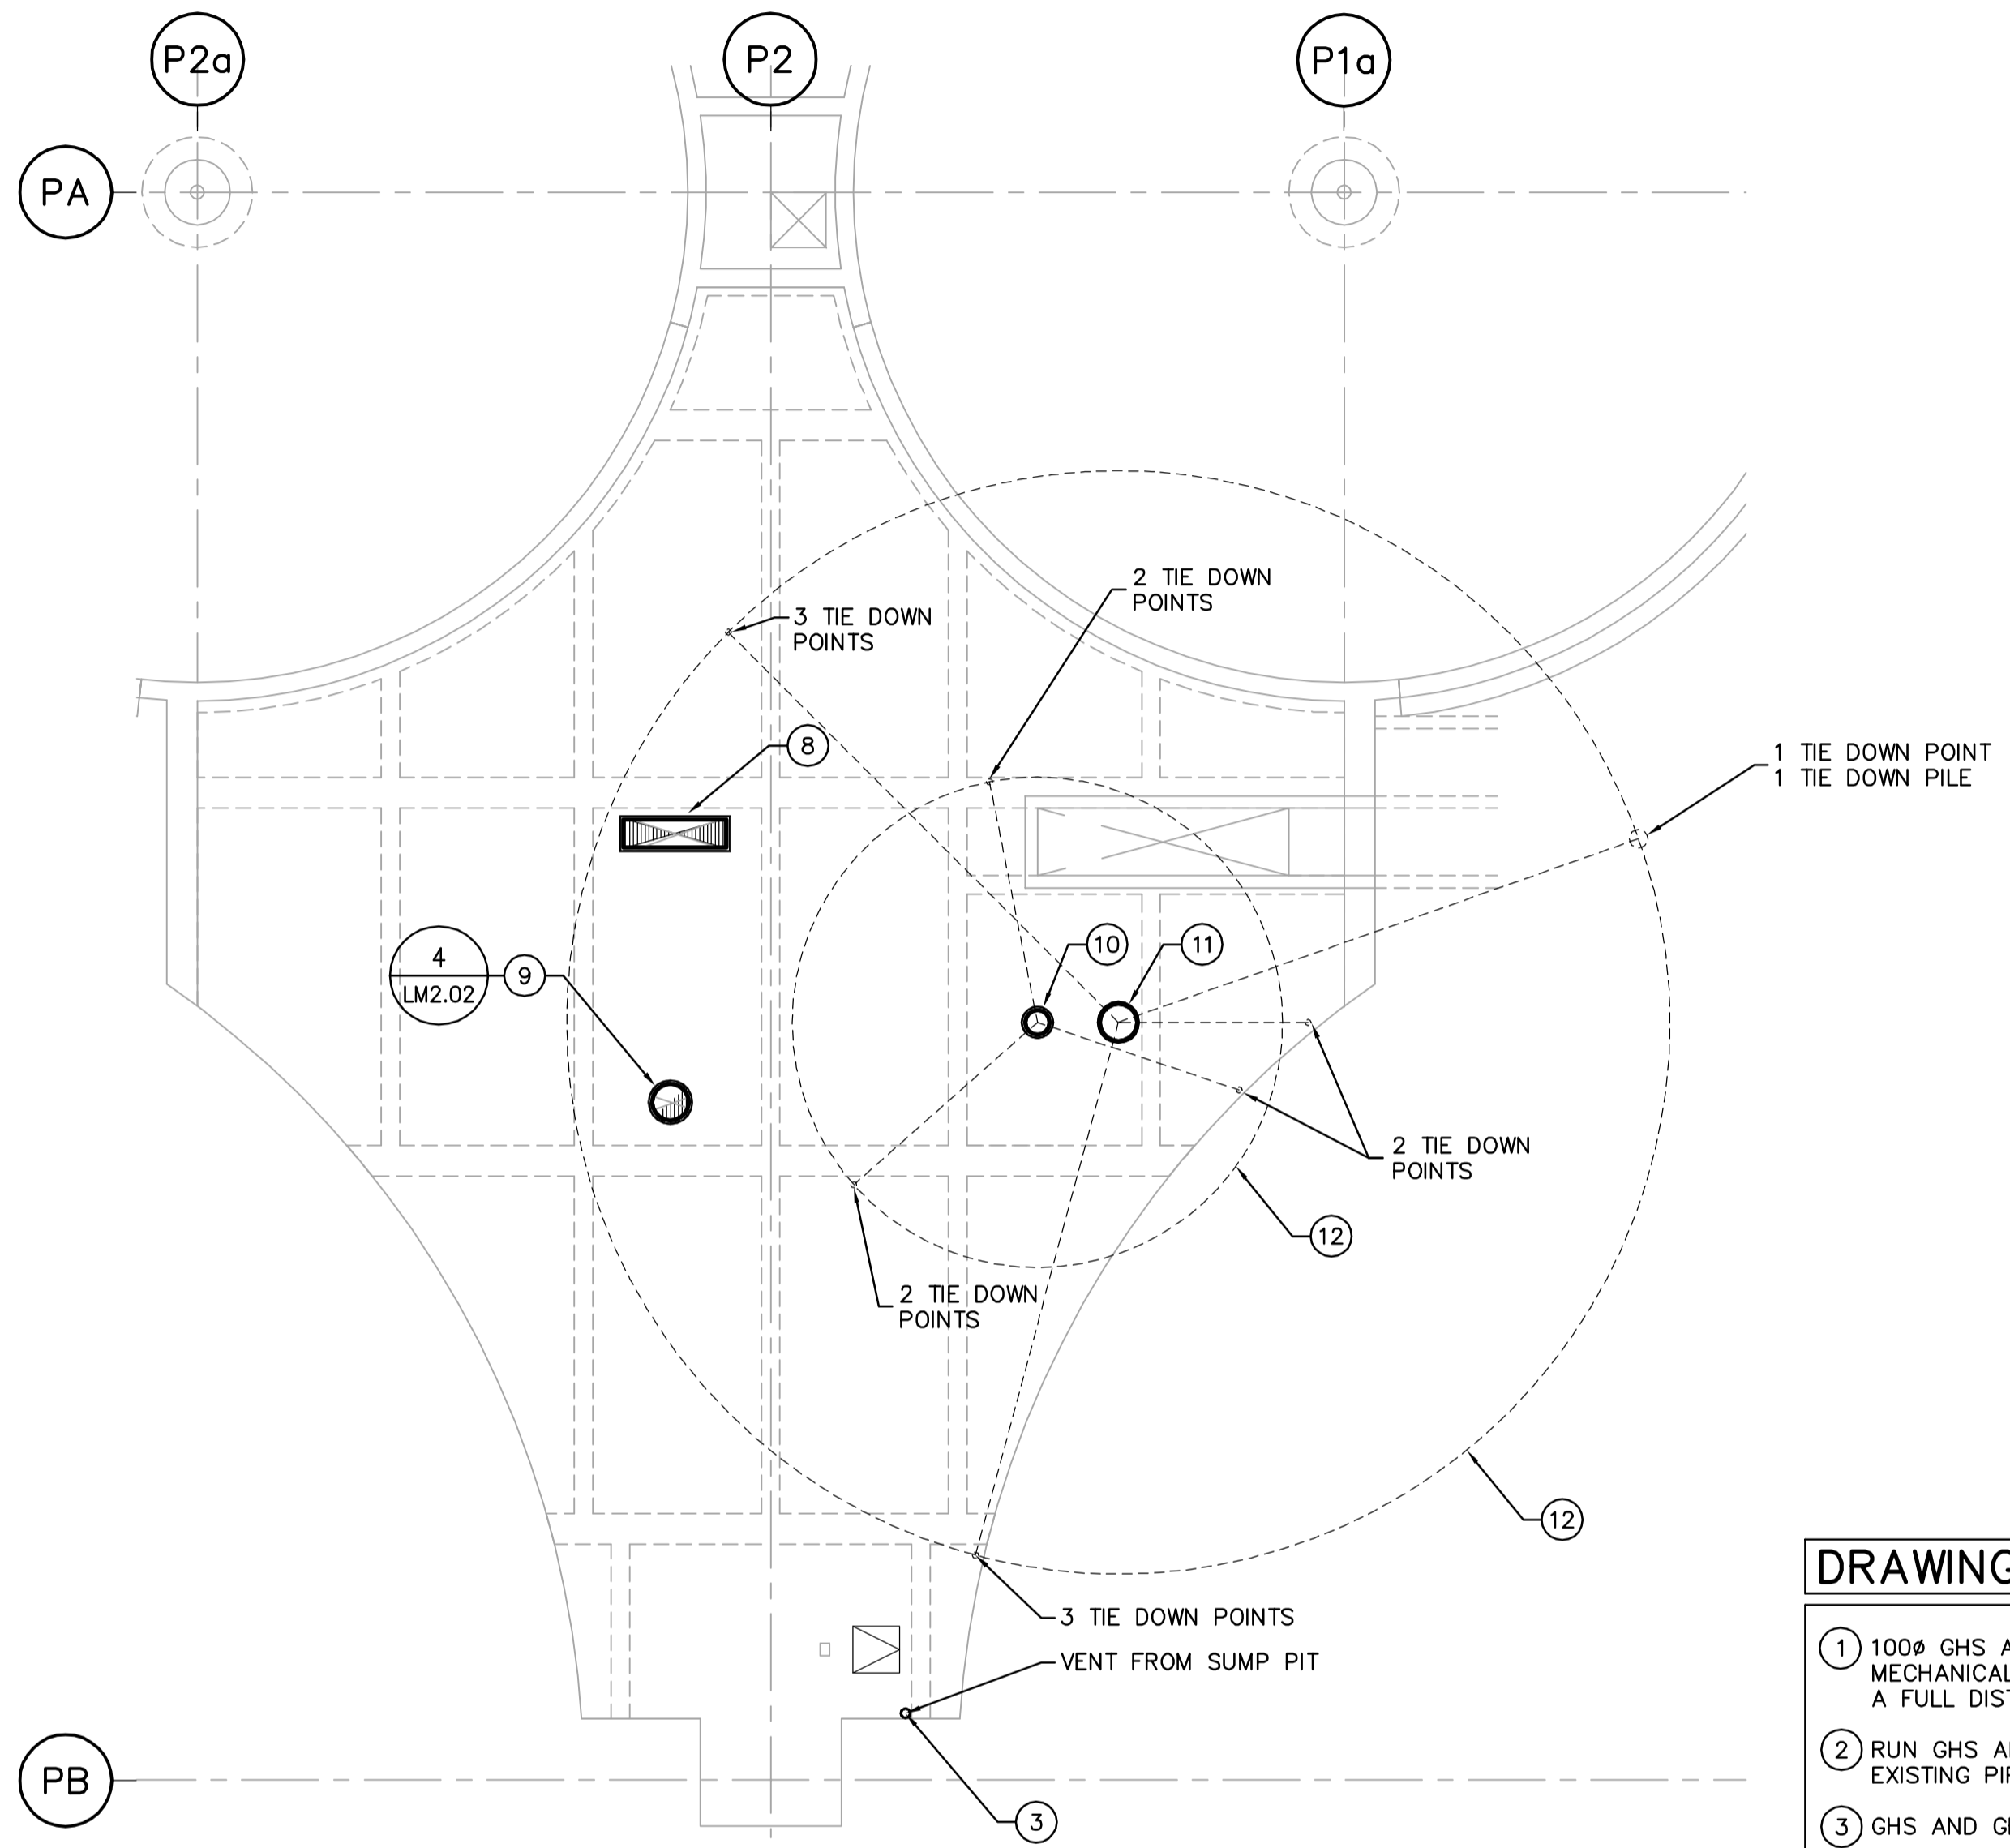 P2a
P2
P1a
PA
2 TIE DOWN
POINTS
3 TIE DOWN
POINTS
8
1 TIE DOWN POINT
1 TIE DOWN PILE
4
LM2.02
9
10
11
2 TIE DOWN
POINTS
12
2 TIE DOWN
POINTS
12
3 TIE DOWN POINTS
VENT FROM SUMP PIT
PB
3
DRAWING
1 100ø GHS
MECHANICAL
A FULL
2 RUN GHS
EXISTING
3 GHS AND